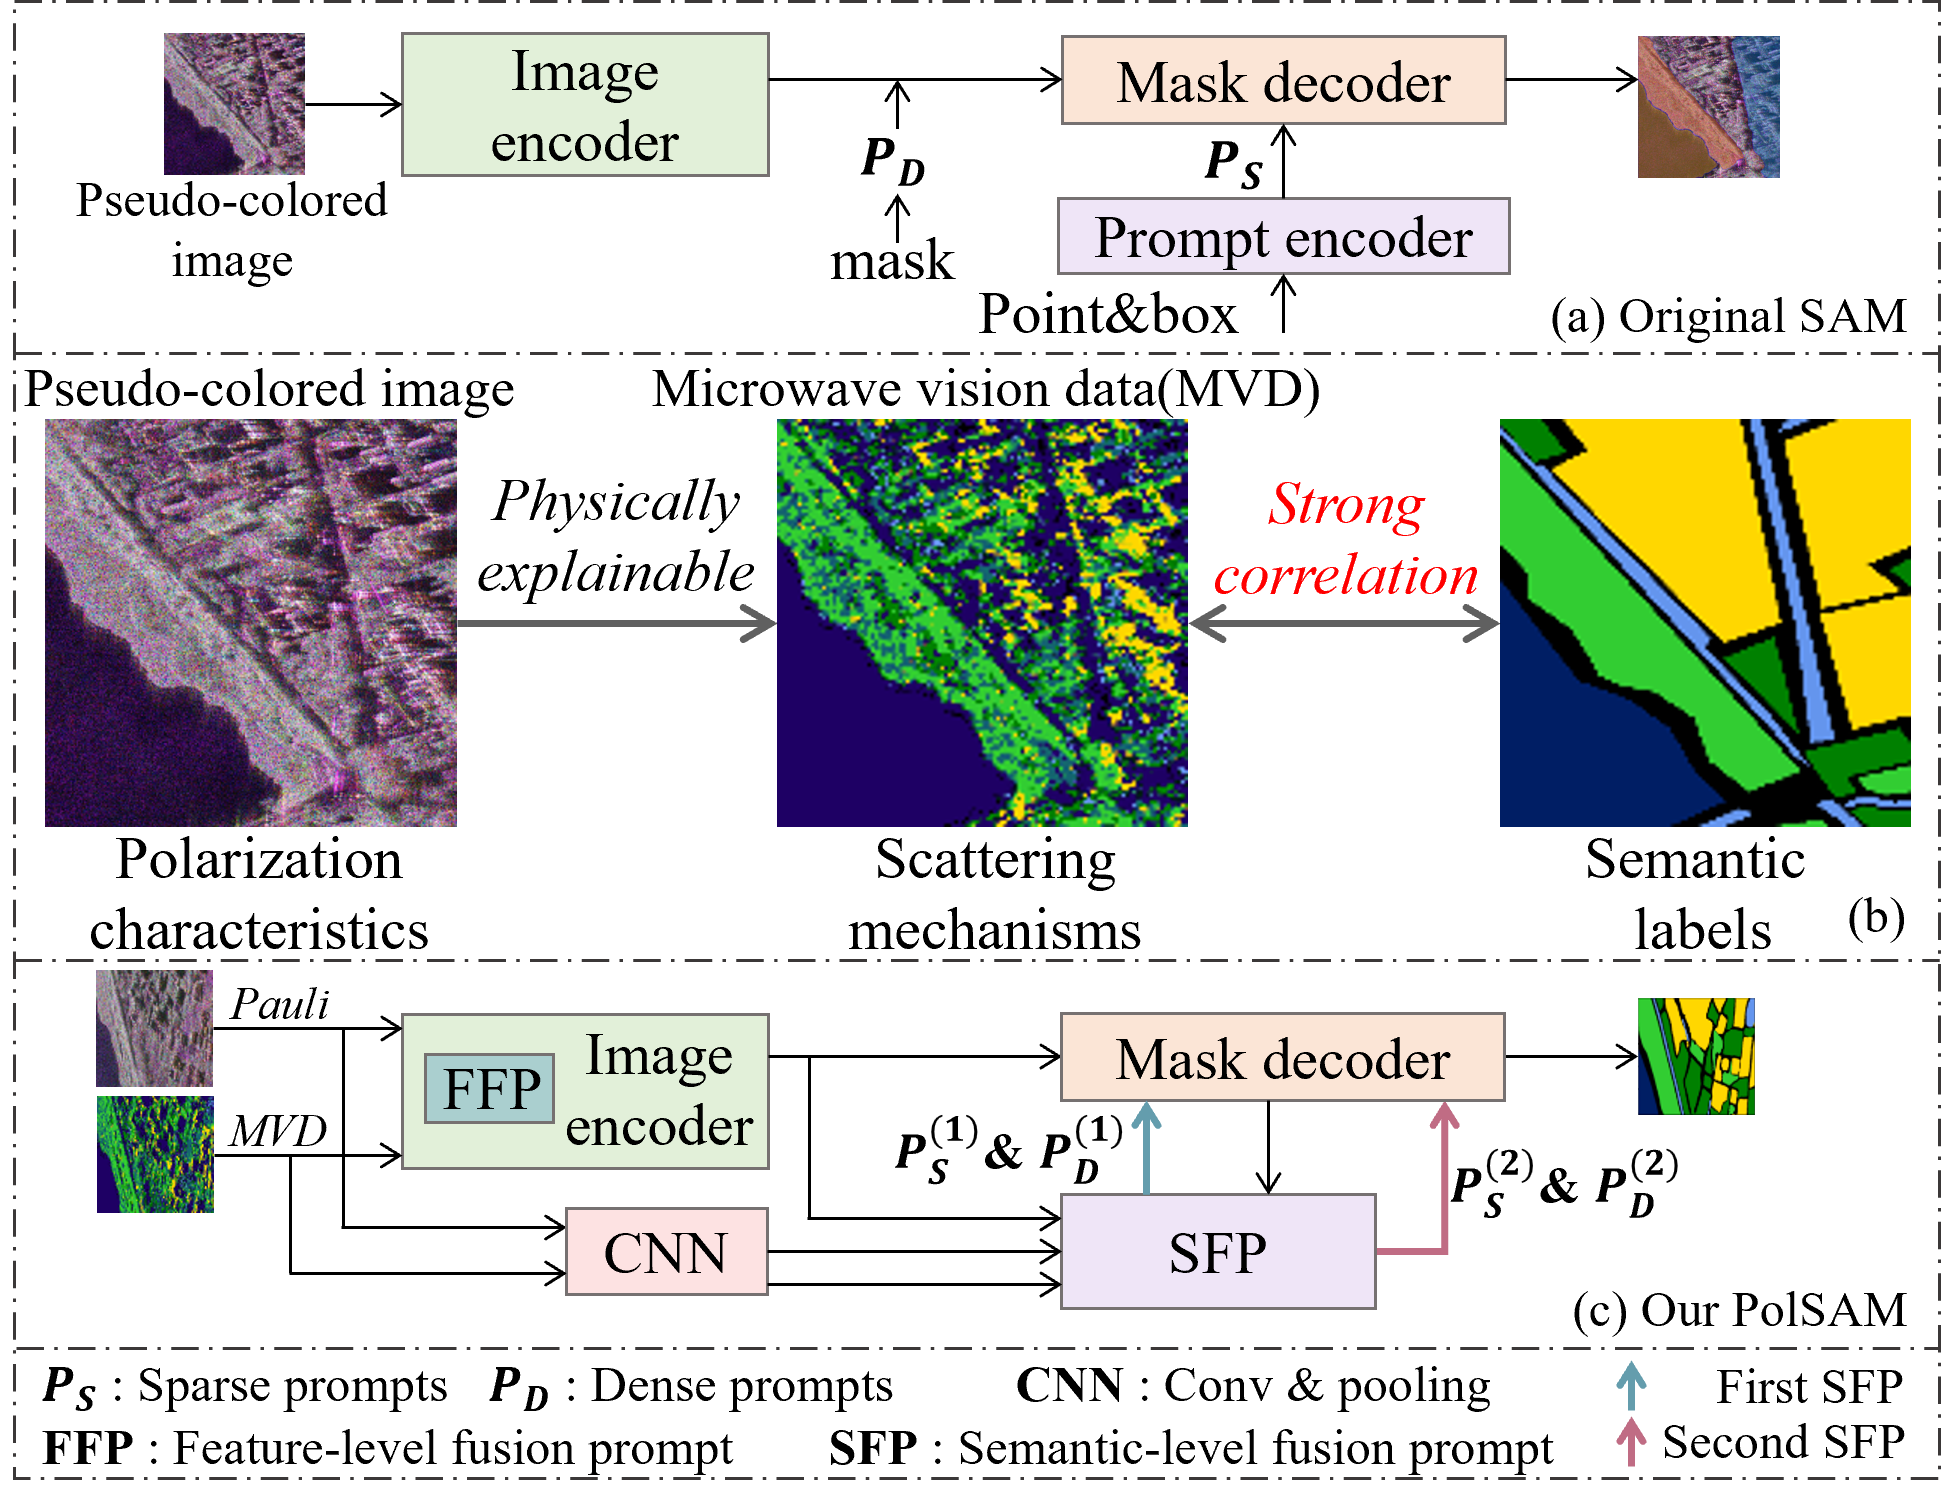 Image
encoder
Mask decoder
P_D
P_S
Pseudo-colored
image
mask
Prompt encoder
Point&box
(a) Original SAM
Pseudo-colored image
Microwave vision data(MVD)
Physically
explainable
Strong
correlation
Polarization
characteristics
Scattering
mechanisms
Semantic
labels
(b)
Pauli
MVD
FFP
Image
encoder
Mask decoder
P_S^(1) & P_D^(1)
P_S^(2) & P_D^(2)
CNN
SFP
(c) Our PolSAM
P_S : Sparse prompts
P_D : Dense prompts
CNN : Conv & pooling
First SFP
FFP : Feature-level fusion prompt
SFP : Semantic-level fusion prompt
Second SFP